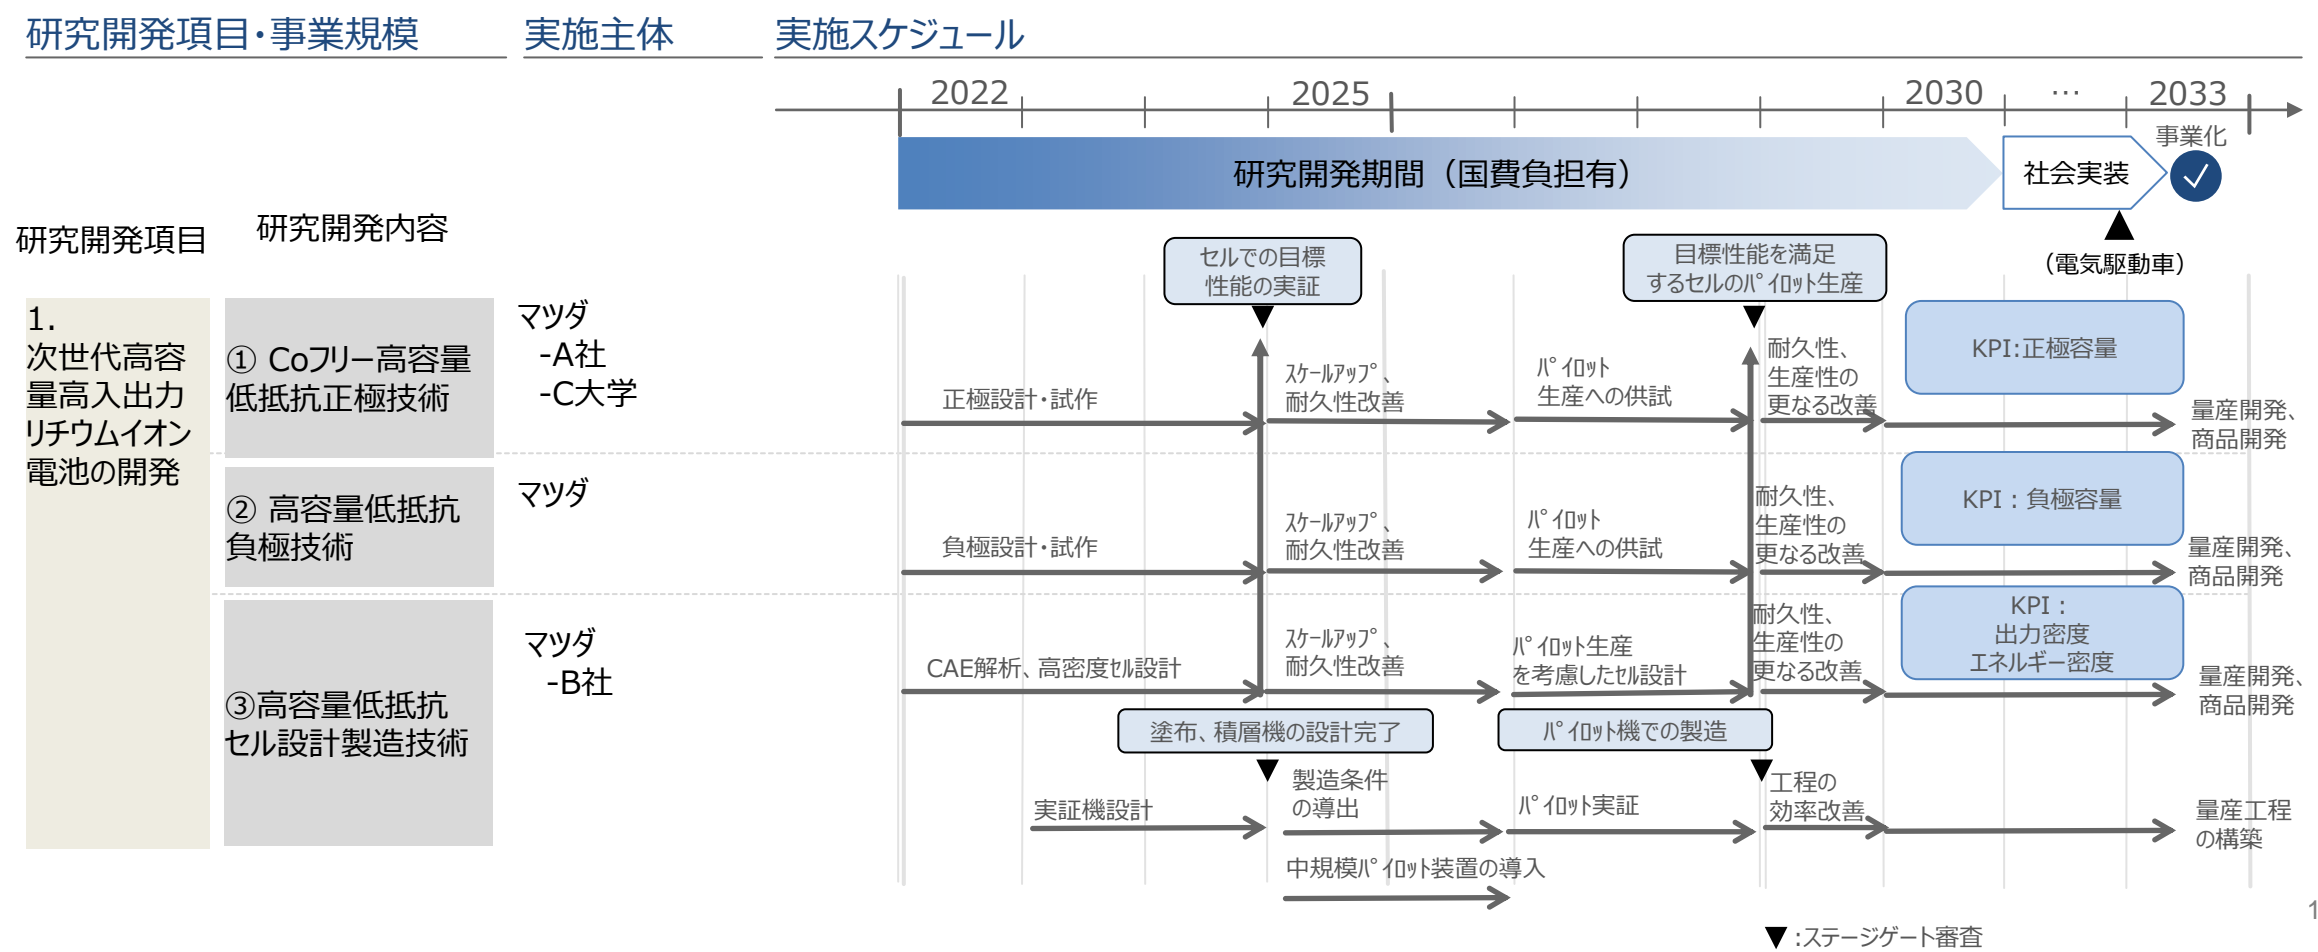 研究開発項目・事業規模
実施主体
実施スケジュール
2022
2025
2030
…
2033
研究開発期間（国費負担有）
社会実装
事業化
（電気駆動車）
研究開発項目
研究開発内容
セルでの目標
性能の実証
目標性能を満足
するセルのﾊﾟｲﾛｯﾄ生産
1.
次世代高容
量高入出力
リチウムイオン
電池の開発
① Coフリー高容量
低抵抗正極技術
マツダ
-A社
-C大学
正極設計・試作
ｽｹｰﾙｱｯﾌﾟ、
耐久性改善
ﾊﾟｲﾛｯﾄ
生産への供試
耐久性、
生産性の
更なる改善
KPI:正極容量
量産開発、
商品開発
② 高容量低抵抗
負極技術
マツダ
負極設計・試作
ｽｹｰﾙｱｯﾌﾟ、
耐久性改善
ﾊﾟｲﾛｯﾄ
生産への供試
耐久性、
生産性の
更なる改善
KPI：負極容量
量産開発、
商品開発
③高容量低抵抗
セル設計製造技術
マツダ
-B社
CAE解析、高密度ｾﾙ設計
ｽｹｰﾙｱｯﾌﾟ、
耐久性改善
ﾊﾟｲﾛｯﾄ生産
を考慮したｾﾙ設計
耐久性、
生産性の
更なる改善
KPI：
出力密度
エネルギー密度
量産開発、
商品開発
塗布、積層機の設計完了
ﾊﾟｲﾛｯﾄ機での製造
実証機設計
製造条件
の導出
ﾊﾟｲﾛｯﾄ実証
工程の
効率改善
量産工程
の構築
中規模ﾊﾟｲﾛｯﾄ装置の導入
▼:ステージゲート審査
1